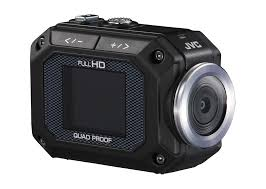 < / −
+ / >
JVC
FULL HD
QUAD PROOF